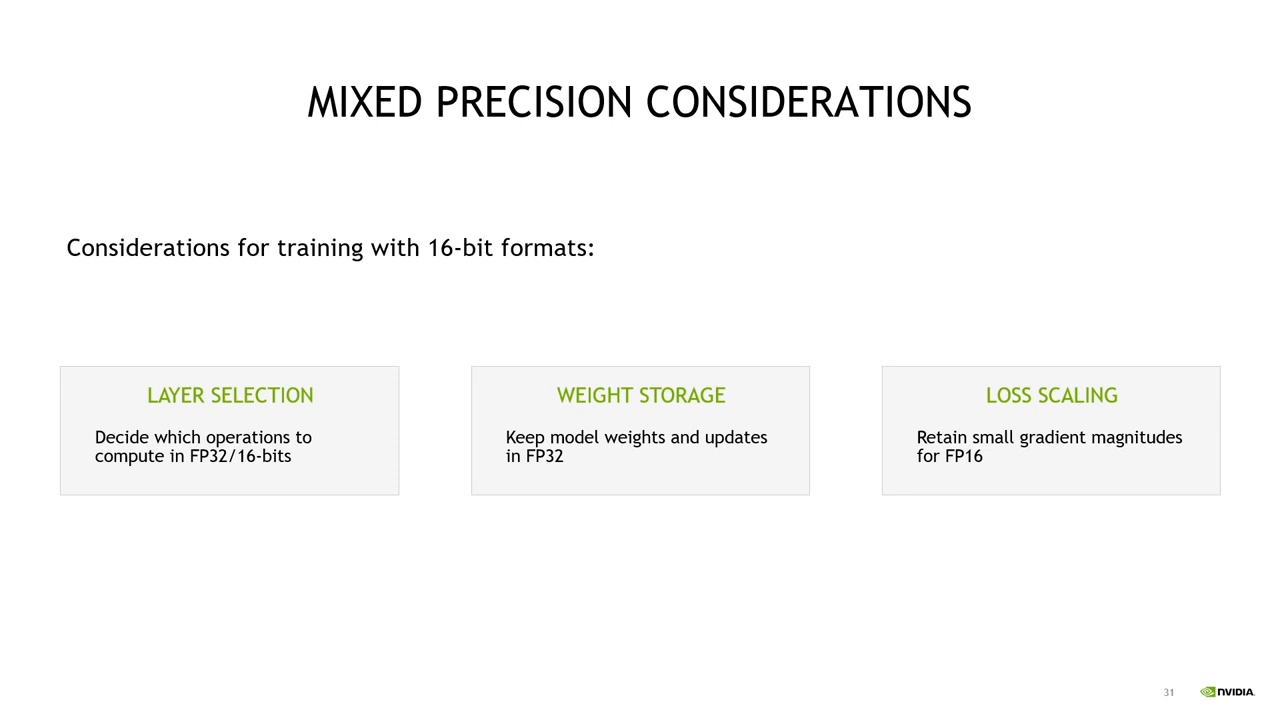 MIXED PRECISION CONSIDERATIONS
Considerations for training with 16-bit formats:
LAYER SELECTION
Decide which operations to
compute in FP32/16-bits
WEIGHT STORAGE
Keep model weights and updates
in FP32
LOSS SCALING
Retain small gradient magnitudes
for FP16
31
NVIDIA.